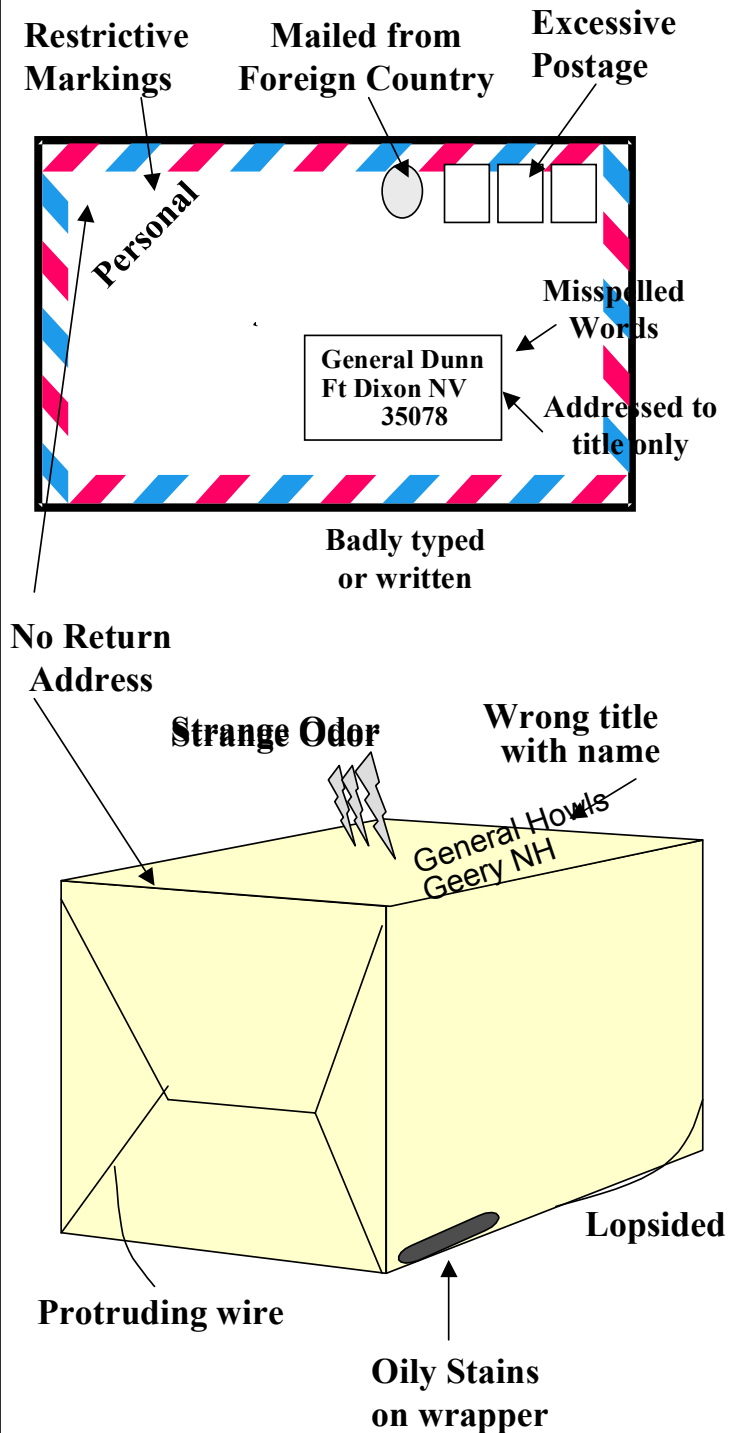 Restrictive
Markings
Mailed from
Foreign Country
Excessive
Postage
Personal
Misspelled
Words
General Dunn
Ft Dixon NV
35078
Addressed to
title only
Badly typed
or written
No Return
Address
Strange Odor
Strange Odor
Wrong title
with name
General Howls
Geery NH
Lopsided
Protruding wire
Oily Stains
on wrapper